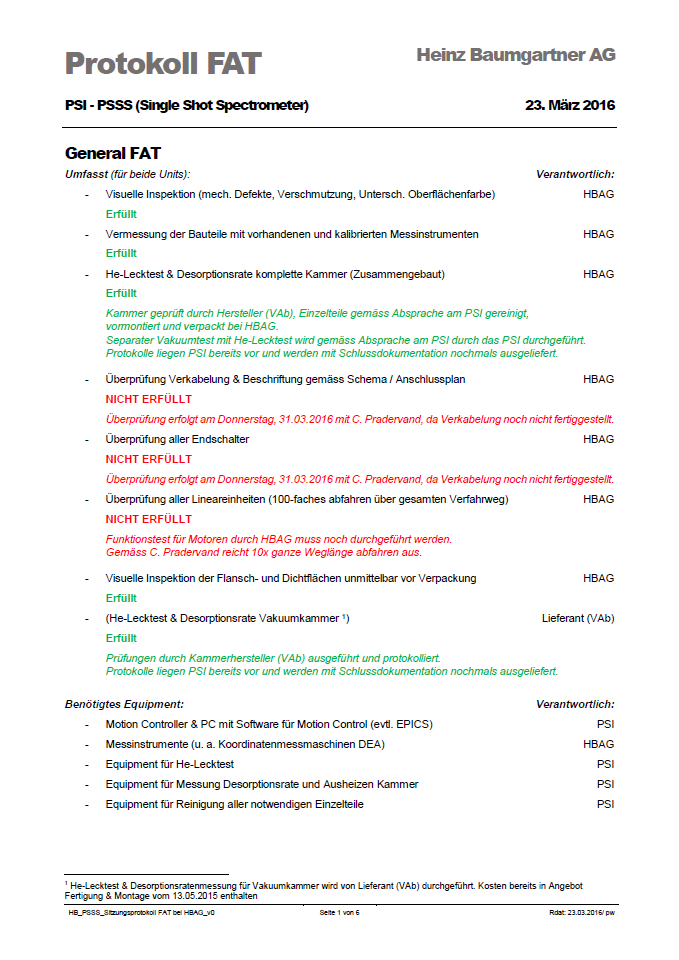 Protokoll FAT
Heinz Baumgartner AG
PSI - PSSS (Single Shot Spectrometer)
23. März 2016
General FAT
Umfasst (für beide Units): Verantwortlich:
- Visuelle Inspektion (mech. Defekte, Verschmutzung, Untersch. Oberflächenfarbe) HBAG
Erfüllt
- Vermessung der Bauteile mit vorhandenen und kalibrierten Messinstrumenten HBAG
Erfüllt
- He-Lecktest & Desorptionsrate komplette Kammer (Zusammengebaut) HBAG
Erfüllt
Kammer geprüft durch Hersteller (VAb), Einzelteile gemäss Absprache am PSI gereinigt,
vormontiert und verpackt bei HBAG.
Separater Vakuumtest mit He-Lecktest wird gemäss Absprache am PSI durch das PSI durchgeführt.
Protokolle liegen PSI bereits vor und werden mit Schlussdokumentation nochmals ausgeliefert.
- Überprüfung Verkabelung & Beschriftung gemäss Schema / Anschlussplan HBAG
NICHT ERFÜLLT
Überprüfung erfolgt am Donnerstag, 31.03.2016 mit C. Pradervand, da Verkabelung noch nicht fertiggestellt.
- Überprüfung aller Endschalter HBAG
NICHT ERFÜLLT
Überprüfung erfolgt am Donnerstag, 31.03.2016 mit C. Pradervand, da Verkabelung noch nicht fertiggestellt.
- Überprüfung aller Lineareinheiten (100-faches abfahren über gesamten Verfahrweg) HBAG
NICHT ERFÜLLT
Funktionstest für Motoren durch HBAG muss noch durchgeführt werden.
Gemäss C. Pradervand reicht 10x ganze Weglänge abfahren aus.
- Visuelle Inspektion der Flansch- und Dichtflächen unmittelbar vor Verpackung HBAG
Erfüllt
- (He-Lecktest & Desorptionsrate Vakuumkammer ¹) Lieferant (VAb)
Erfüllt
Prüfungen durch Kammerhersteller (VAb) ausgeführt und protokolliert.
Protokolle liegen PSI bereits vor und werden mit Schlussdokumentation nochmals ausgeliefert.
Benötigtes Equipment: Verantwortlich:
- Motion Controller & PC mit Software für Motion Control (evtl. EPICS) PSI
- Messinstrumente (u. a. Koordinatenmessmaschinen DEA) HBAG
- Equipment für He-Lecktest PSI
- Equipment für Messung Desorptionsrate und Ausheizen Kammer PSI
- Equipment für Reinigung aller notwendigen Einzelteile PSI
¹ He-Lecktest & Desorptionsratenmessung für Vakuumkammer wird von Lieferant (VAb) durchgeführt. Kosten bereits in Angebot
Fertigung & Montage vom 13.05.2015 enthalten
HB_PSSS_Sitzungsprotokoll FAT bei HBAG_v0 Seite 1 von 6 Rdat: 23.03.2016/ pw